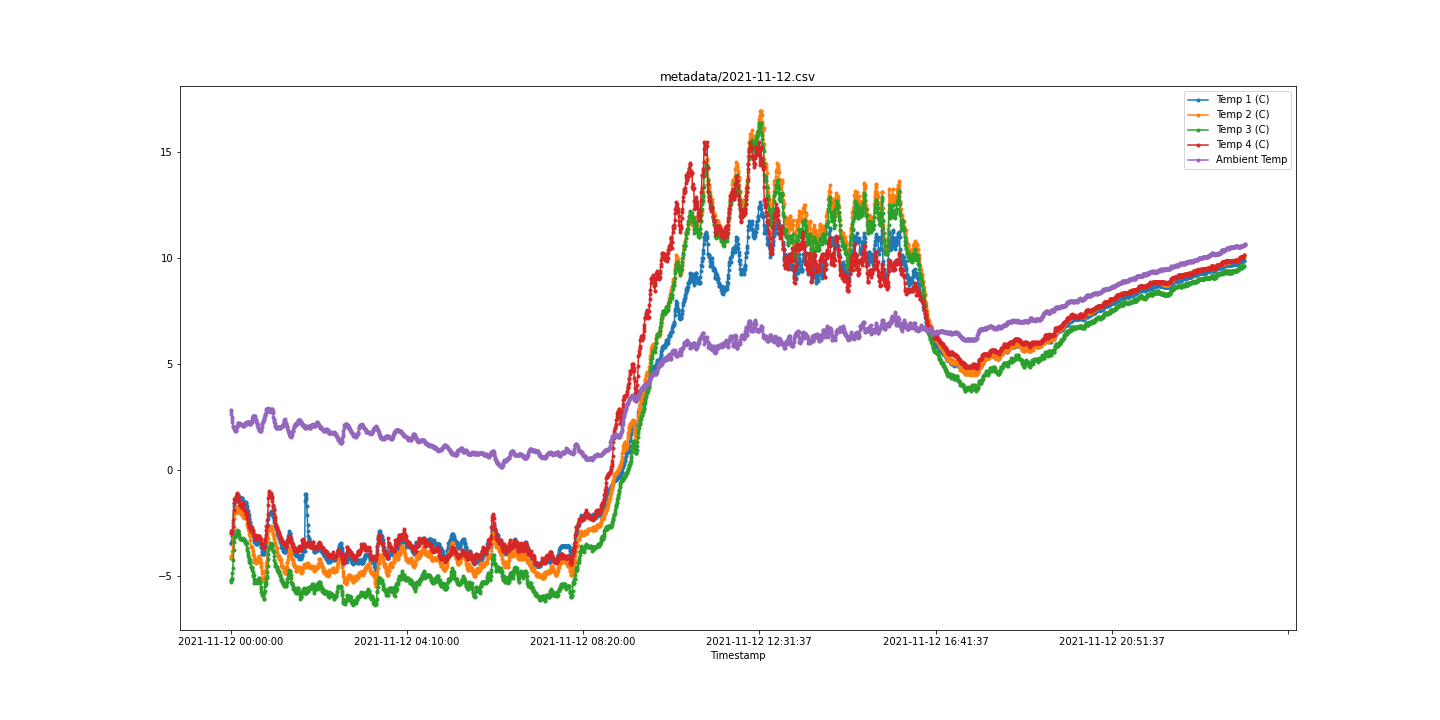 metadata/2021-11-12.csv
Temp 1 (C)
Temp 2 (C)
Temp 3 (C)
Temp 4 (C)
Ambient Temp
15
10
5
0
−5
2021-11-12 00:00:00 2021-11-12 04:10:00 2021-11-12 08:20:00 2021-11-12 12:31:37 2021-11-12 16:41:37 2021-11-12 20:51:37
Timestamp